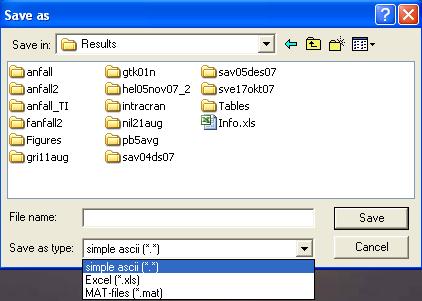 Save as
Save in: Results
anfall
anfall2
anfall_TI
fanfall2
Figures
gri11aug
gtk01n
hel05nov07_2
intracran
nil21aug
pb5avg
sav04ds07
sav05des07
sve17okt07
Tables
Info.xls
File name:
Save
Save as type: simple ascii (*.*)
Cancel
simple ascii (*.*)
Excel (*.xls)
MAT-files (*.mat)